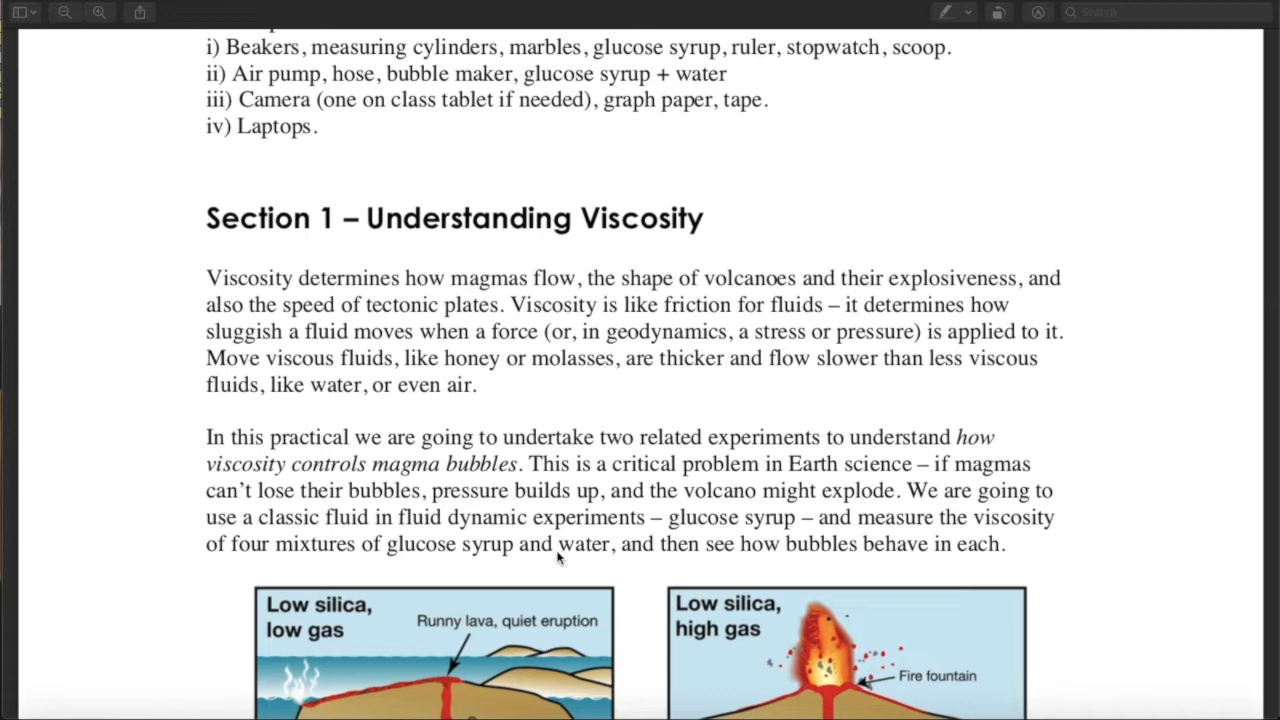 Search
i) Beakers, measuring cylinders, marbles, glucose syrup, ruler, stopwatch, scoop.
ii) Air pump, hose, bubble maker, glucose syrup + water
iii) Camera (one on class tablet if needed), graph paper, tape.
iv) Laptops.
Section 1 – Understanding Viscosity
Viscosity determines how magmas flow, the shape of volcanoes and their explosiveness, and
also the speed of tectonic plates. Viscosity is like friction for fluids – it determines how
sluggish a fluid moves when a force (or, in geodynamics, a stress or pressure) is applied to it.
Move viscous fluids, like honey or molasses, are thicker and flow slower than less viscous
fluids, like water, or even air.
In this practical we are going to undertake two related experiments to understand how
viscosity controls magma bubbles. This is a critical problem in Earth science – if magmas
can’t lose their bubbles, pressure builds up, and the volcano might explode. We are going to
use a classic fluid in fluid dynamic experiments – glucose syrup – and measure the viscosity
of four mixtures of glucose syrup and water, and then see how bubbles behave in each.
Low silica,
low gas
Runny lava, quiet eruption
Low silica,
high gas
Fire fountain